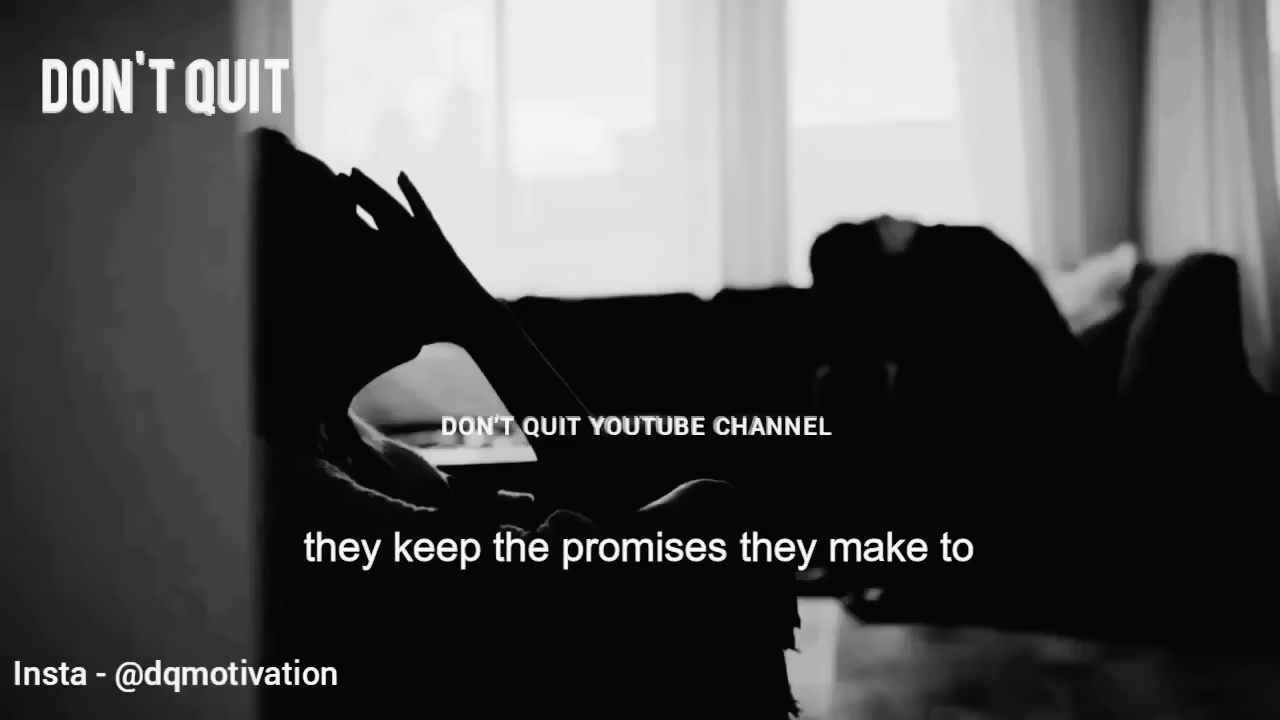 DON'T QUIT
DON'T QUIT YOUTUBE CHANNEL
they keep the promises they make to
Insta - @dqmotivation